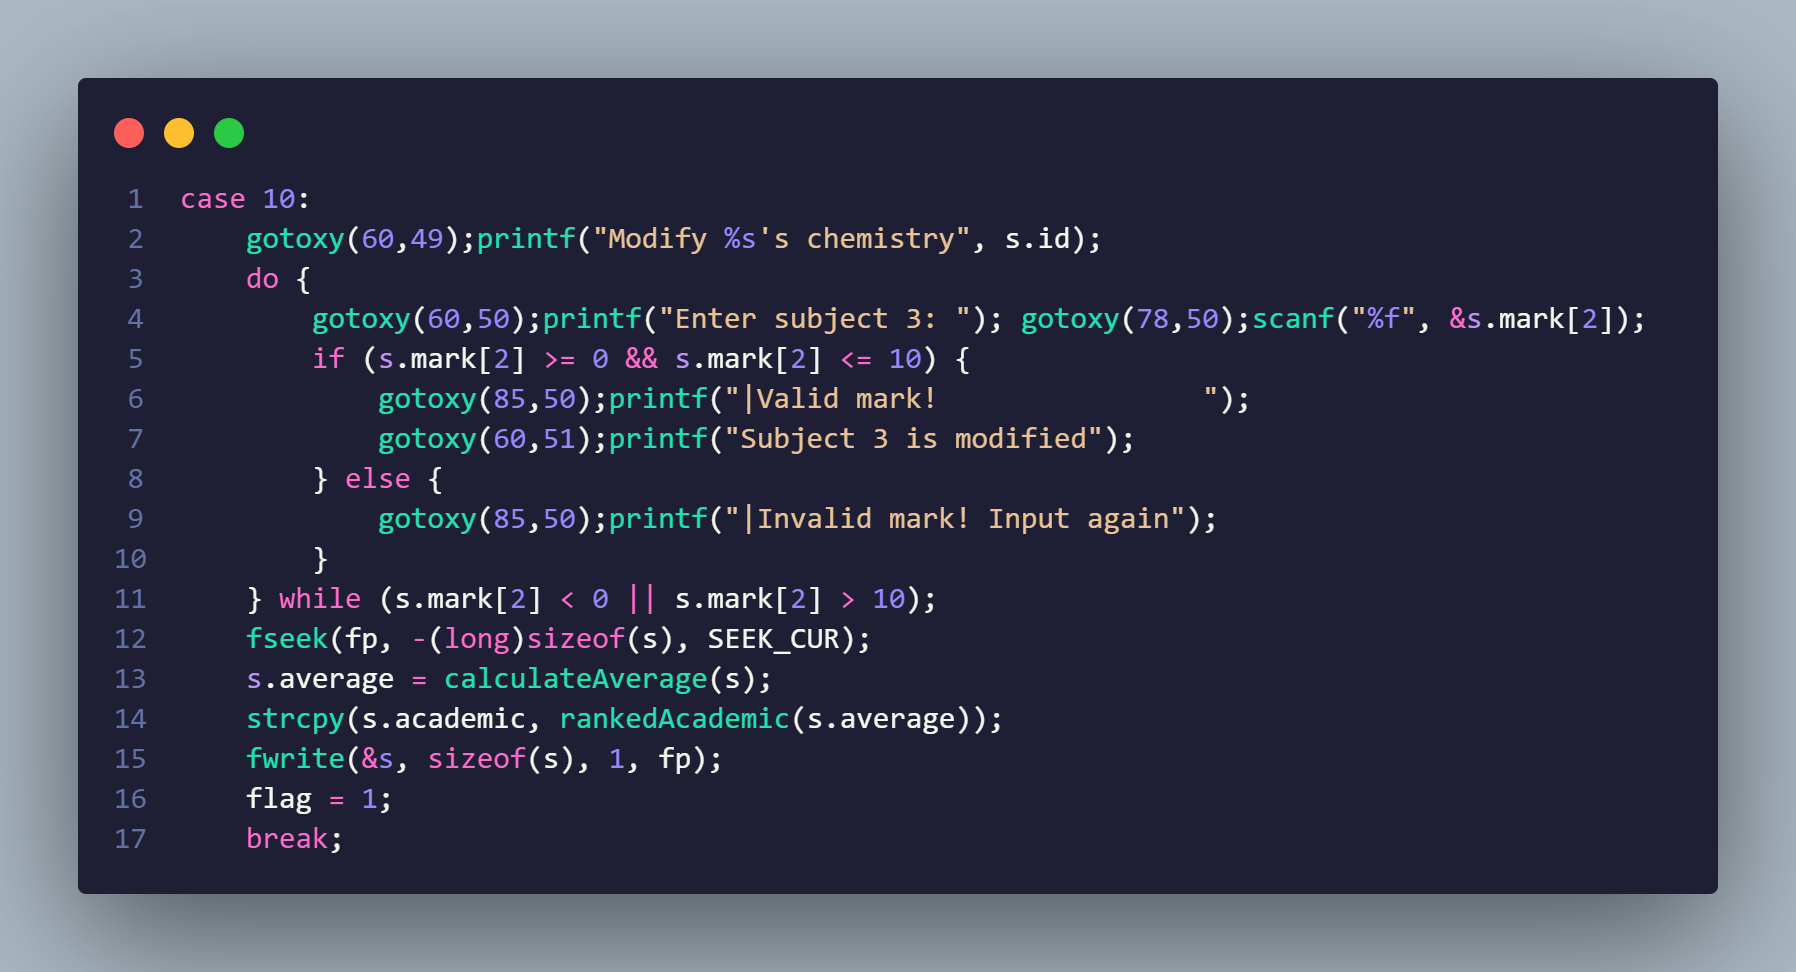 1 case 10:
2     gotoxy(60,49);printf("Modify %s's chemistry", s.id);
3     do {
4         gotoxy(60,50);printf("Enter subject 3: "); gotoxy(78,50);scanf("%f", &s.mark[2]);
5         if (s.mark[2] >= 0 && s.mark[2] <= 10) {
6             gotoxy(85,50);printf("|Valid mark!                ");
7             gotoxy(60,51);printf("Subject 3 is modified");
8         } else {
9             gotoxy(85,50);printf("|Invalid mark! Input again");
10         }
11     } while (s.mark[2] < 0 || s.mark[2] > 10);
12     fseek(fp, -(long)sizeof(s), SEEK_CUR);
13     s.average = calculateAverage(s);
14     strcpy(s.academic, rankedAcademic(s.average));
15     fwrite(&s, sizeof(s), 1, fp);
16     flag = 1;
17     break;